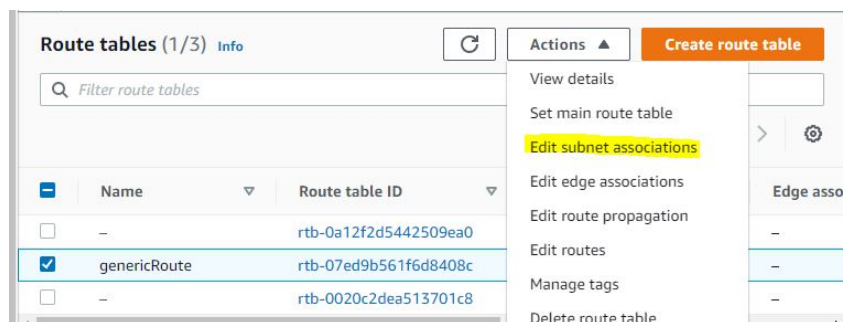 Route tables (1/3) Info
Actions
Create route table
Filter route tables
View details
Set main route table
Edit subnet associations
Edit edge associations
Edit route propagation
Edit routes
Manage tags
Delete route table
Name
Route table ID
Edge asso
–
rtb-0a12f2d5442509ea0
–
genericRoute
rtb-07ed9b561f6d8408c
–
–
rtb-0020c2dea513701c8
–